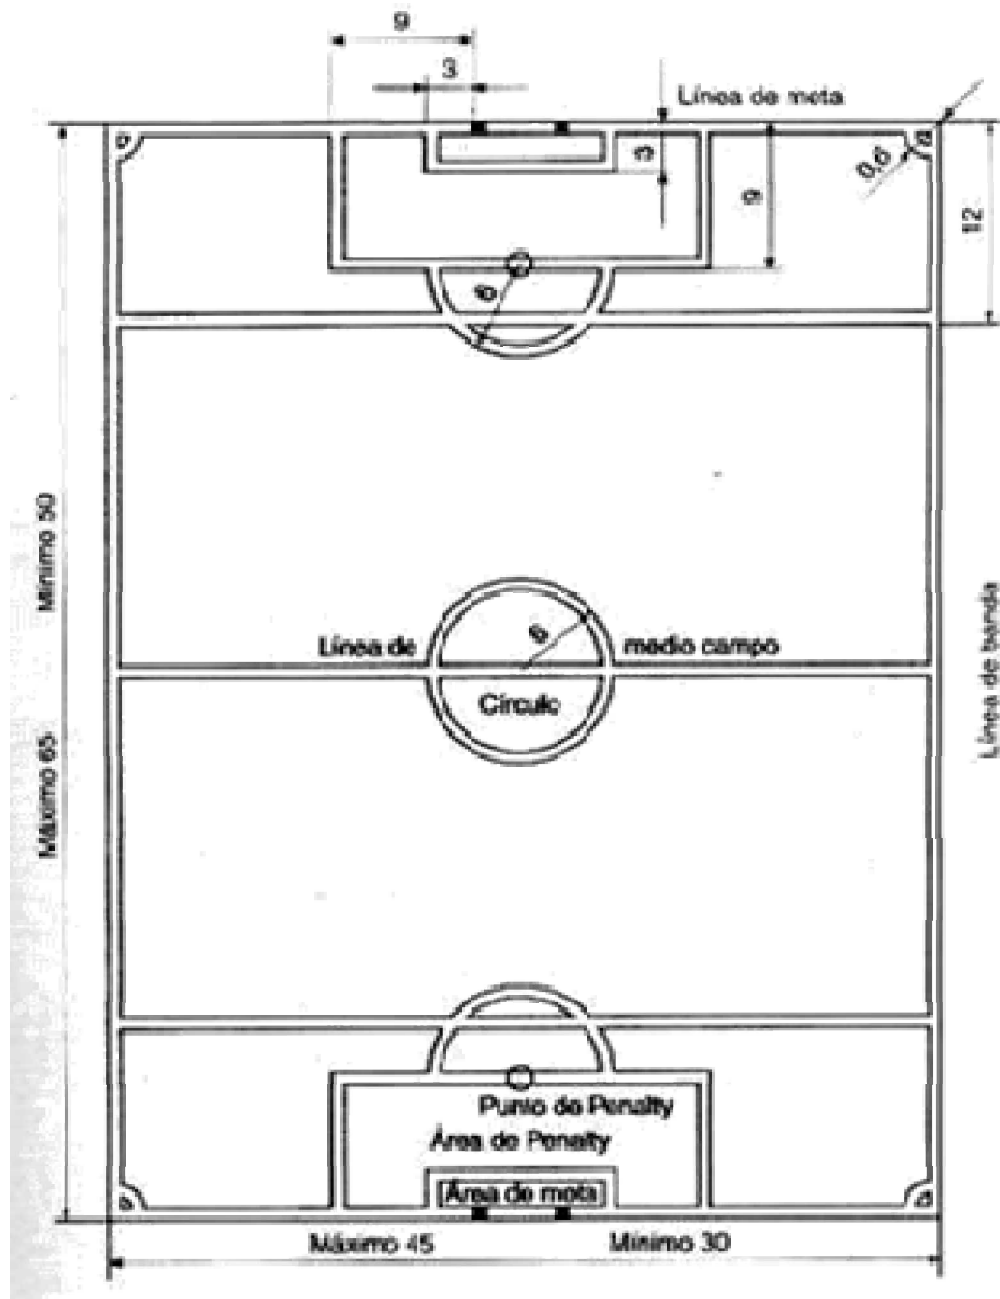 9
3
Línea de meta
3
9
0,6
12
6
Mínimo 50
Línea de
medio campo
6
Círculo
Línea de banda
Máximo 65
Punto de Penalty
Área de Penalty
Área de meta
Máximo 45
Mínimo 30